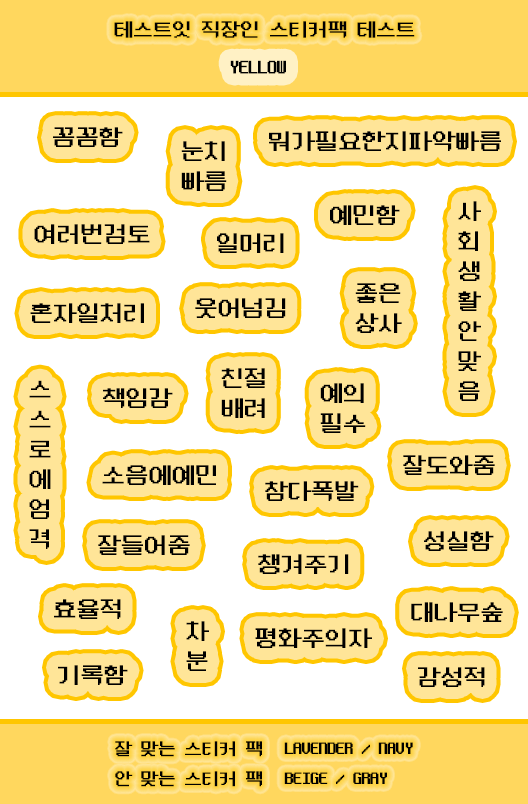 테스트잇 직장인 스티커팩 테스트
YELLOW
꼼꼼함
눈치
빠름
뭐가필요한지파악빠름
예민함
사
회
생
활
안
맞
음
여러번검토
일머리
좋은
상사
혼자일처리
웃어넘김
스
스
로
에
엄
격
책임감
친절
배려
예의
필수
소음에예민
참다폭발
잘도와줌
잘들어줌
챙겨주기
성실함
효율적
차
분
평화주의자
대나무숲
기록함
감성적
잘 맞는 스티커 팩 LAVENDER / NAVY
안 맞는 스티커 팩 BEIGE / GRAY